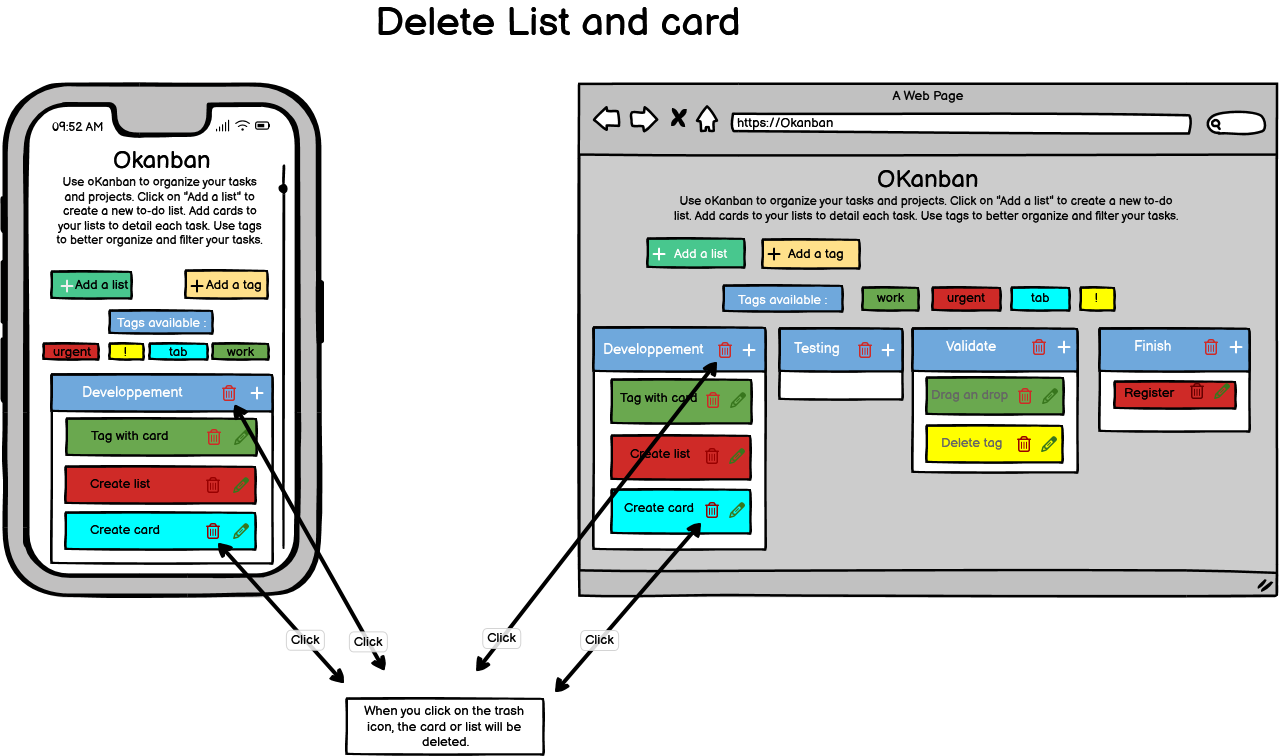 Delete List and card
09:52 AM
Okanban
Use oKanban to organize your tasks
and projects. Click on "Add a list" to
create a new to-do list. Add cards to
your lists to detail each task. Use tags
to better organize and filter your tasks.
Add a list
Add a tag
Tags available :
urgent
!
tab
work
Developpement
Tag with card
Create list
Create card
A Web Page
https://Okanban
OKanban
Use oKanban to organize your tasks and projects. Click on "Add a list" to create a new to-do
list. Add cards to your lists to detail each task. Use tags to better organize and filter your tasks.
Add a list
Add a tag
Tags available :
work
urgent
tab
!
Developpement
Tag with card
Create list
Create card
Testing
Validate
Drag an drop
Delete tag
Finish
Register
Click
Click
Click
Click
When you click on the trash
icon, the card or list will be
deleted.